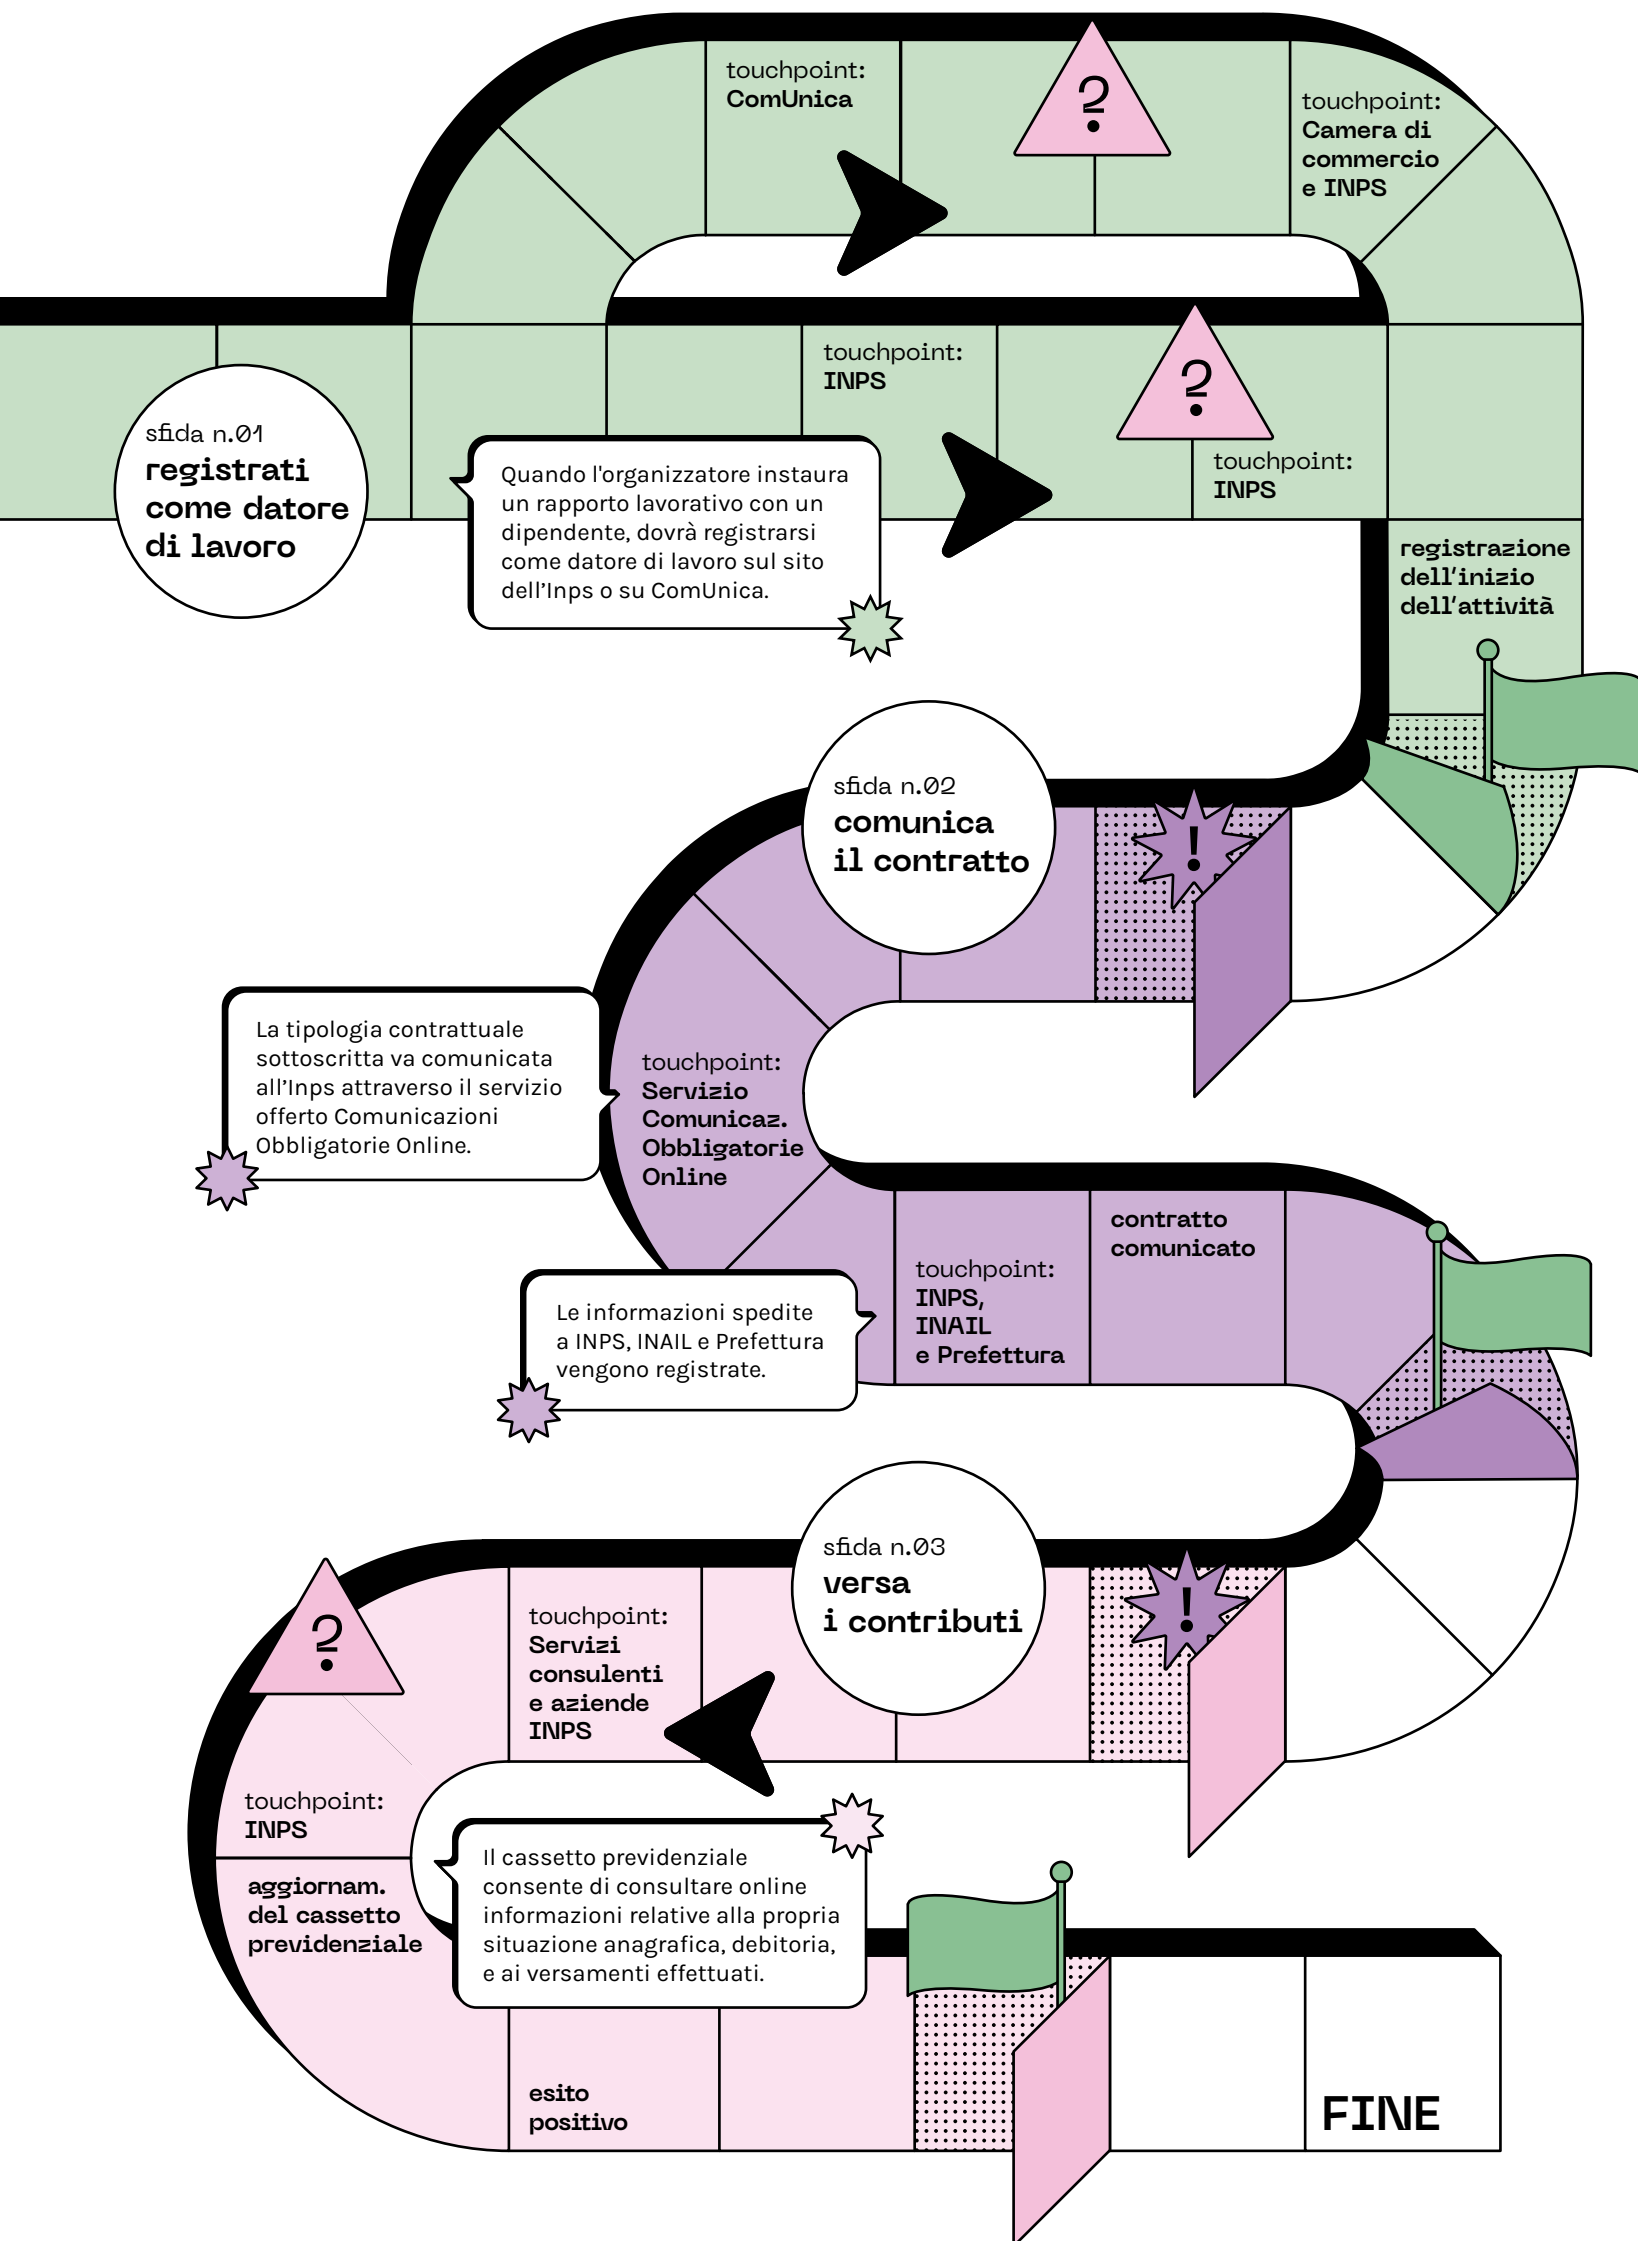 touchpoint:
ComUnica
?
touchpoint:
Camera di
commercio
e INPS
sfida n.01
registrati
come datore
di lavoro
touchpoint:
INPS
?
touchpoint:
INPS
Quando l'organizzatore instaura
un rapporto lavorativo con un
dipendente, dovrà registrarsi
come datore di lavoro sul sito
dell’Inps o su ComUnica.
registrazione
dell’inizio
dell’attività
sfida n.02
comunica
il contratto
!
La tipologia contrattuale
sottoscritta va comunicata
all’Inps attraverso il servizio
offerto Comunicazioni
Obbligatorie Online.
touchpoint:
Servizio
Comunicaz.
Obbligatorie
Online
Le informazioni spedite
a INPS, INAIL e Prefettura
vengono registrate.
touchpoint:
INPS,
INAIL
e Prefettura
contratto
comunicato
sfida n.03
versa
i contributi
!
touchpoint:
Servizi
consulenti
e aziende
INPS
?
touchpoint:
INPS
aggiornam.
del cassetto
previdenziale
Il cassetto previdenziale
consente di consultare online
informazioni relative alla propria
situazione anagrafica, debitoria,
e ai versamenti effettuati.
esito
positivo
FINE